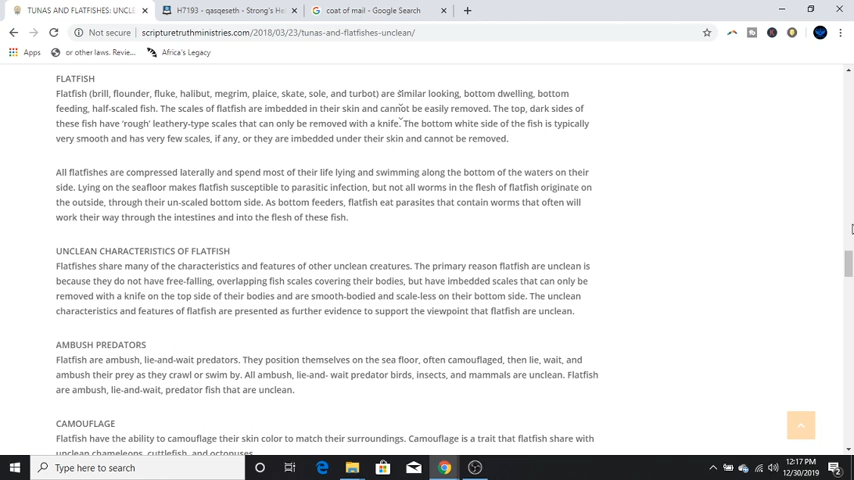 TUNAS AND FLATFISHES: UNCLE
H7193 - qasqeseth - Strong's He
coat of mail - Google Search
Not secure | scripturetruthministries.com/2018/03/23/tunas-and-flatfishes-unclean/
Apps or other laws. Revie... Africa's Legacy
FLATFISH
Flatfish (brill, flounder, fluke, halibut, megrim, plaice, skate, sole, and turbot) are similar looking, bottom dwelling, bottom
feeding, half-scaled fish. The scales of flatfish are imbedded in their skin and cannot be easily removed. The top, dark sides of
these fish have 'rough' leathery-type scales that can only be removed with a knife. The bottom white side of the fish is typically
very smooth and has very few scales, if any, or they are imbedded under their skin and cannot be removed.
All flatfishes are compressed laterally and spend most of their life lying and swimming along the bottom of the waters on their
side. Lying on the seafloor makes flatfish susceptible to parasitic infection, but not all worms in the flesh of flatfish originate on
the outside, through their un-scaled bottom side. As bottom feeders, flatfish eat parasites that contain worms that often will
work their way through the intestines and into the flesh of these fish.
UNCLEAN CHARACTERISTICS OF FLATFISH
Flatfishes share many of the characteristics and features of other unclean creatures. The primary reason flatfish are unclean is
because they do not have free-falling, overlapping fish scales covering their bodies, but have imbedded scales that can only be
removed with a knife on the top side of their bodies and are smooth-bodied and scale-less on their bottom side. The unclean
characteristics and features of flatfish are presented as further evidence to support the viewpoint that flatfish are unclean.
AMBUSH PREDATORS
Flatfish are ambush, lie-and-wait predators. They position themselves on the sea floor, often camouflaged, then lie, wait, and
ambush their prey as they crawl or swim by. All ambush, lie-and- wait predator birds, insects, and mammals are unclean. Flatfish
are ambush, lie-and-wait, predator fish that are unclean.
CAMOUFLAGE
Flatfish have the ability to camouflage their skin color to match their surroundings. Camouflage is a trait that flatfish share with
unclean chameleons, cuttlefish, and octopuses.
Type here to search
12:17 PM
12/30/2019
2